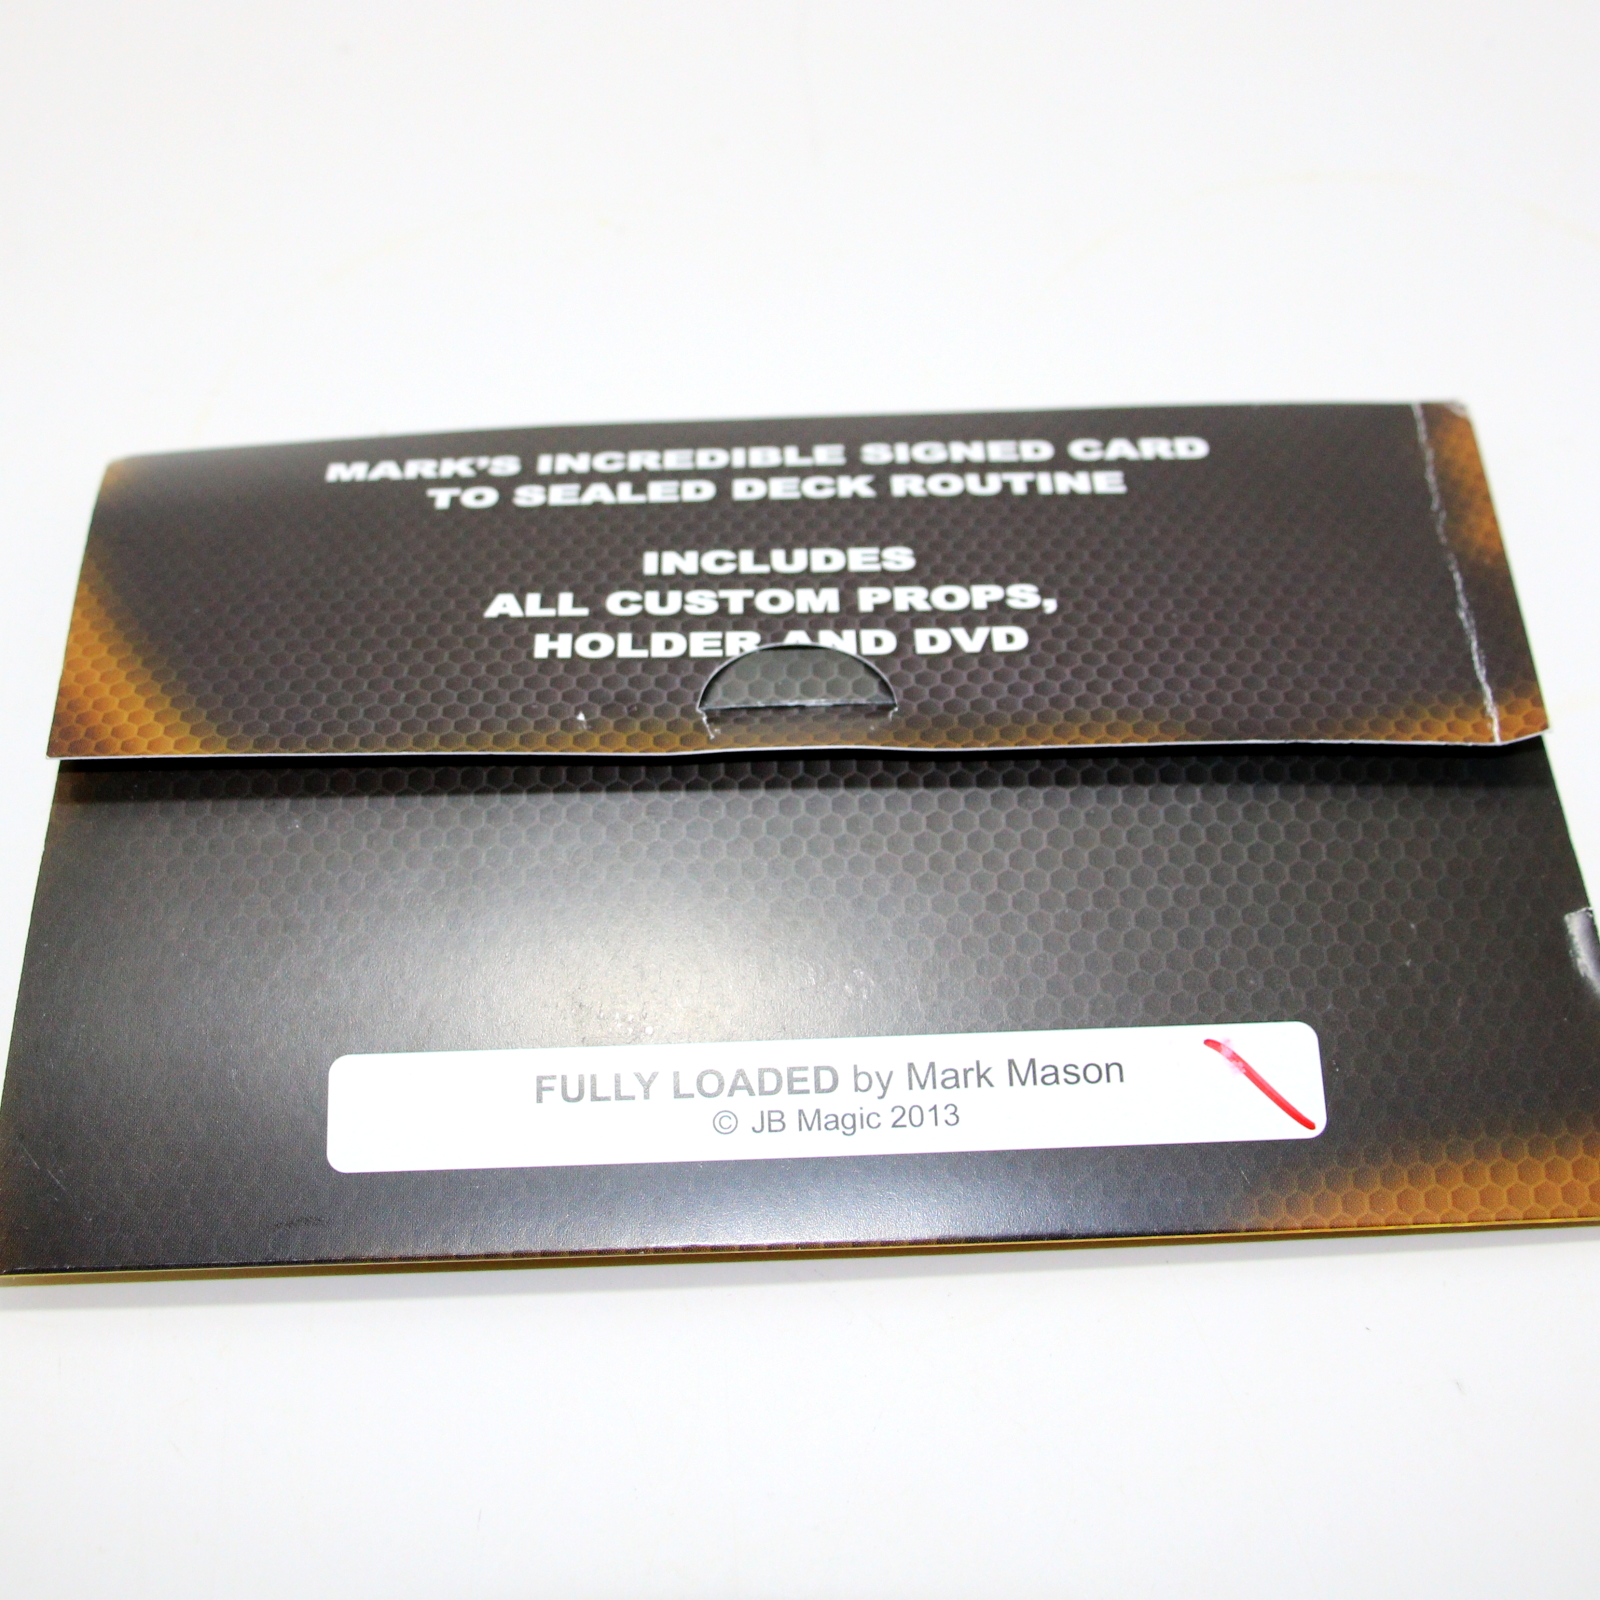 MARK'S INCREDIBLE SIGNED CARD
TO SEALED DECK ROUTINE
INCLUDES
ALL CUSTOM PROPS,
HOLDER AND DVD
FULLY LOADED by Mark Mason
© JB Magic 2013